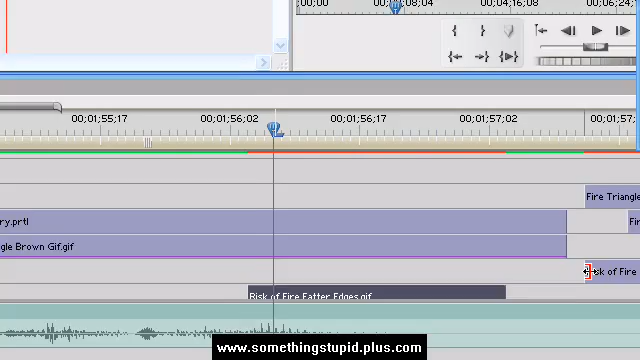 00;00
00;04;08;04
00;04;16;08
00;06;24;
00;01;55;17
00;01;56;02
00;01;56;17
00;01;57;02
00;01;57;
Fire Triangle
ry.prtl
Fir
gle Brown Gif.gif
sk of Fire
Risk of Fire Fatter Edges.gif
www.somethingstupid.plus.com